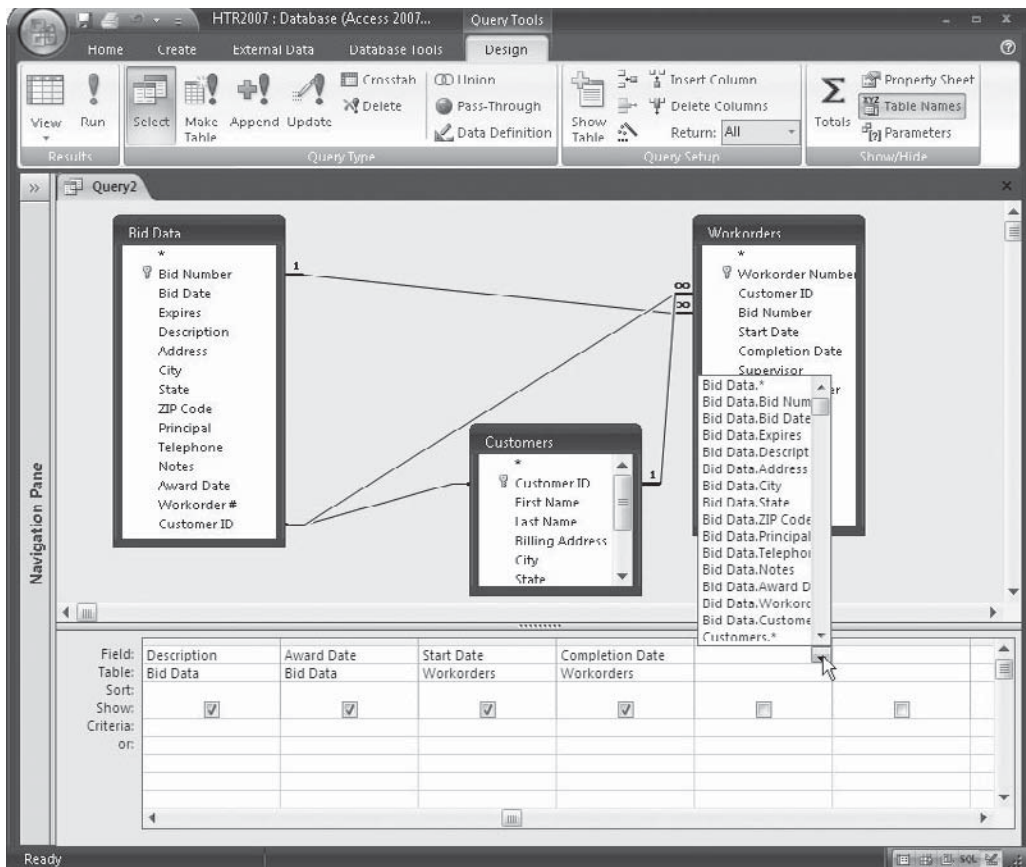 HTR2007 : Database (Access 2007...
Query Tools
Home Create External Data Database Tools Design
View
Run
Results
Select
Make Table
Append
Update
Crosstab
Delete
Union
Pass-Through
Data Definition
Query Type
Show Table
Insert Column
Delete Columns
Return: All
Query Setup
Totals
Property Sheet
Table Names
Parameters
Show/Hide
Query2
Navigation Pane
Bid Data
*
Bid Number
Bid Date
Expires
Description
Address
City
State
ZIP Code
Principal
Telephone
Notes
Award Date
Workorder #
Customer ID
1
∞
∞
1
Customers
*
Customer ID
First Name
Last Name
Billing Address
City
State
Workorders
*
Workorder Number
Customer ID
Bid Number
Start Date
Completion Date
Supervisor
er
Bid Data.*
Bid Data.Bid Num
Bid Data.Bid Date
Bid Data.Expires
Bid Data.Descript
Bid Data.Address
Bid Data.City
Bid Data.State
Bid Data.ZIP Code
Bid Data.Principal
Bid Data.Telephor
Bid Data.Notes
Bid Data.Award D
Bid Data.Workorc
Bid Data.Custome
Customers.*
Field: Description Award Date Start Date Completion Date
Table: Bid Data Bid Data Workorders Workorders
Sort:
Show:
Criteria:
or:
Ready
SQL